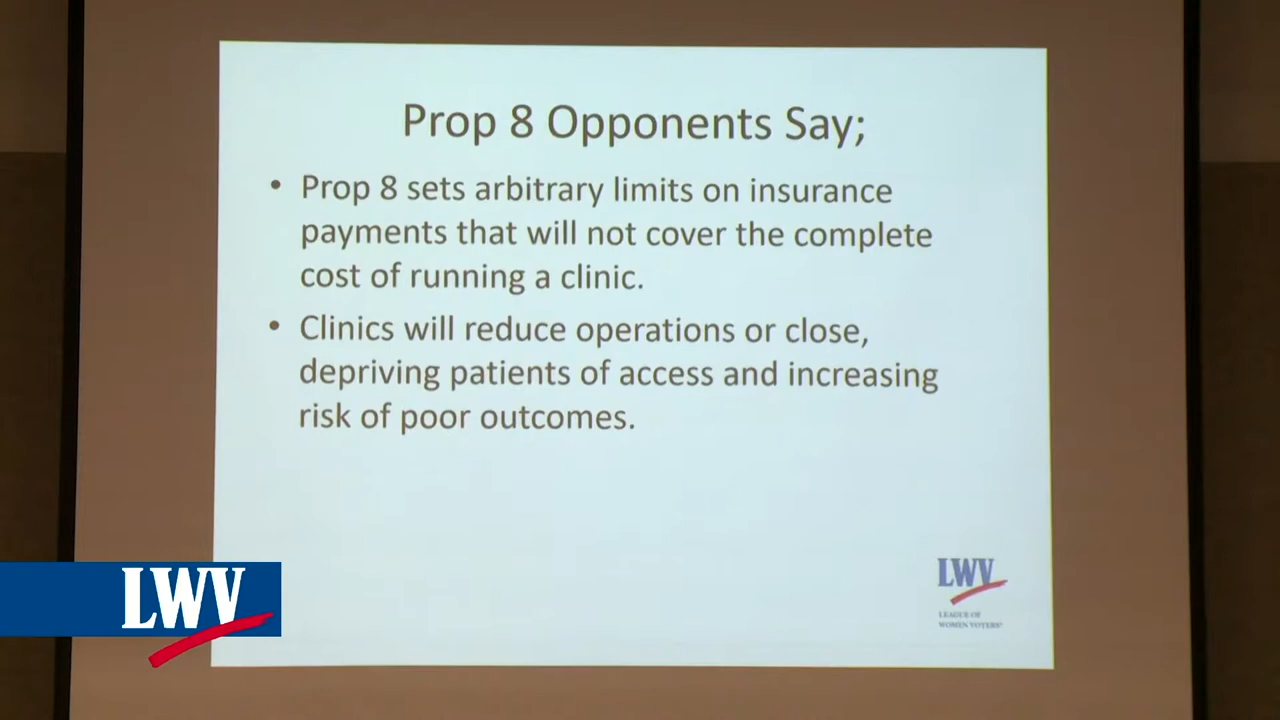 Prop 8 Opponents Say;
• Prop 8 sets arbitrary limits on insurance
payments that will not cover the complete
cost of running a clinic.
• Clinics will reduce operations or close,
depriving patients of access and increasing
risk of poor outcomes.
LWV
LEAGUE OF
WOMEN VOTERS®
LWV